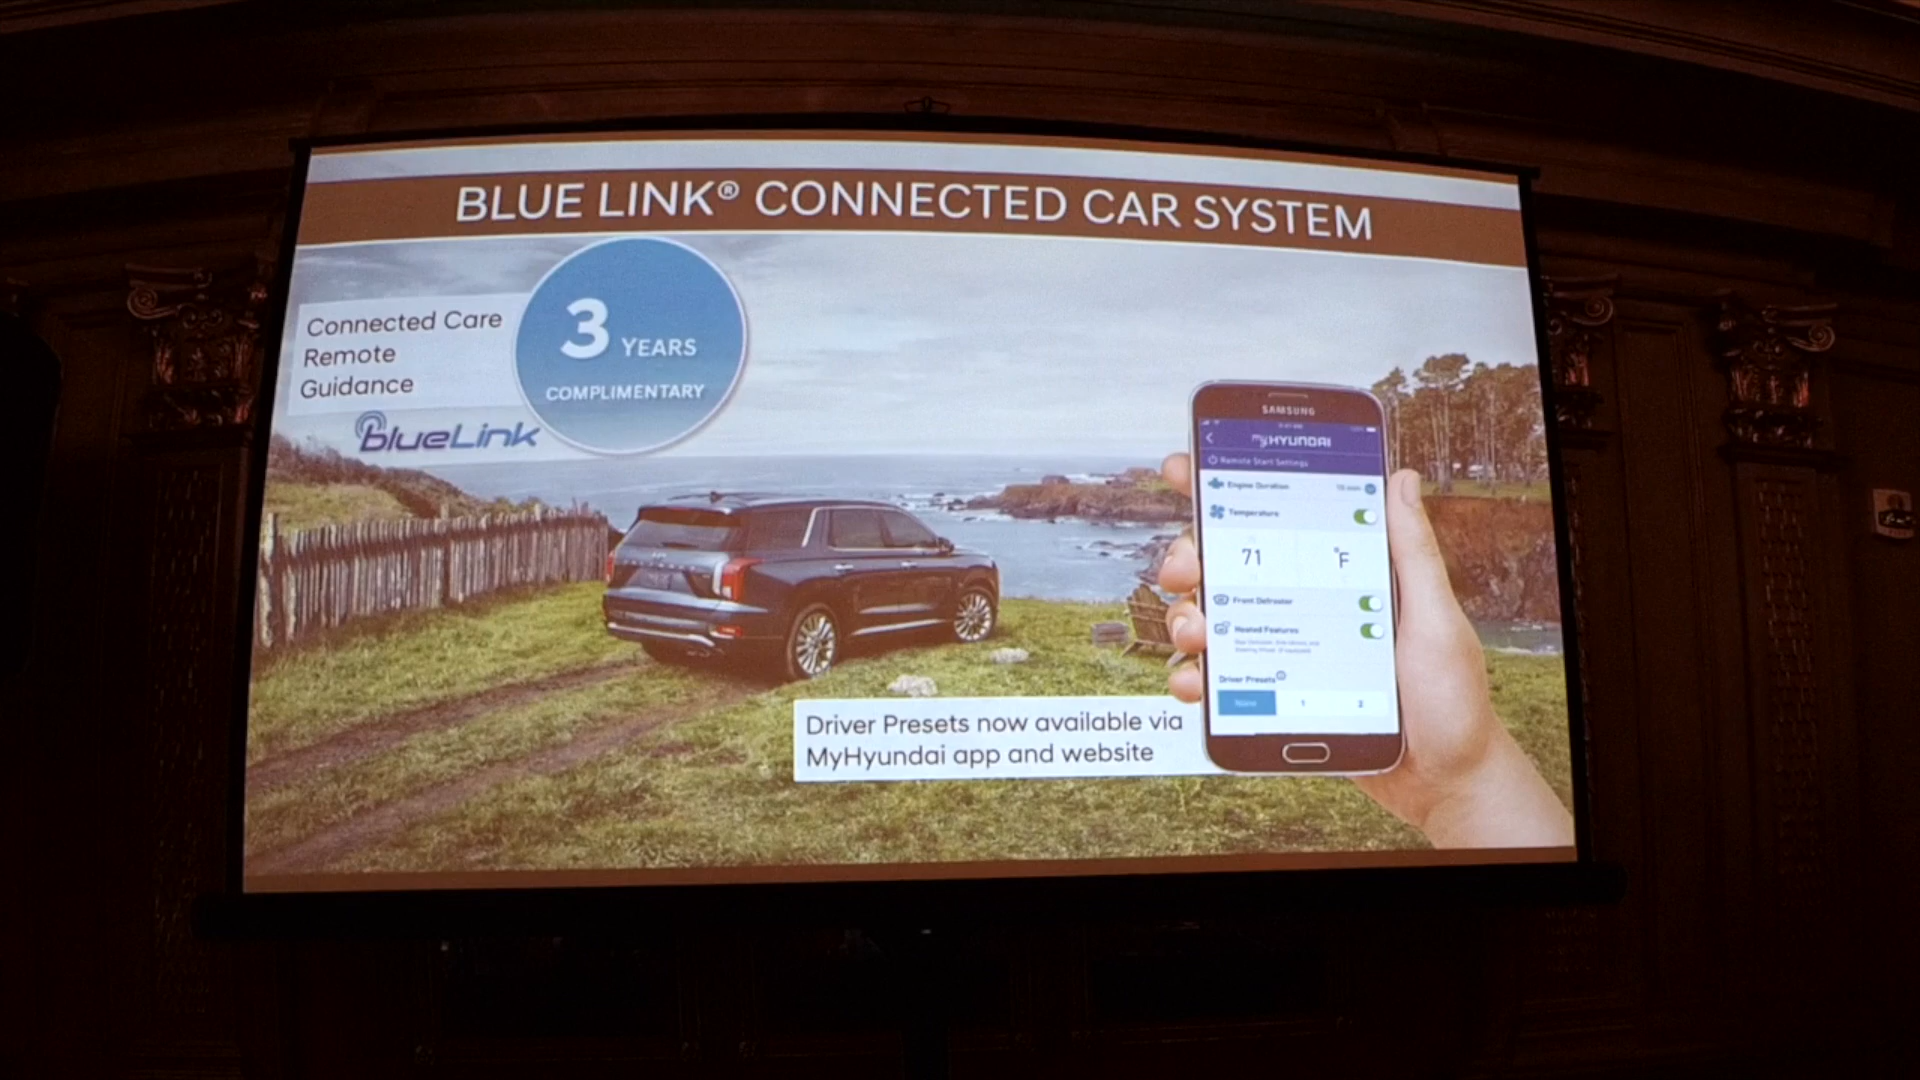 BLUE LINK® CONNECTED CAR SYSTEM
Connected Care
Remote
Guidance
3 YEARS
COMPLIMENTARY
blueLink
SAMSUNG
myHYUNDAI
Remote Start Settings
Engine Duration
Temperature
71 °F
Front Defroster
Heated Features
Driver Presets
None 1 2
Driver Presets now available via
MyHyundai app and website